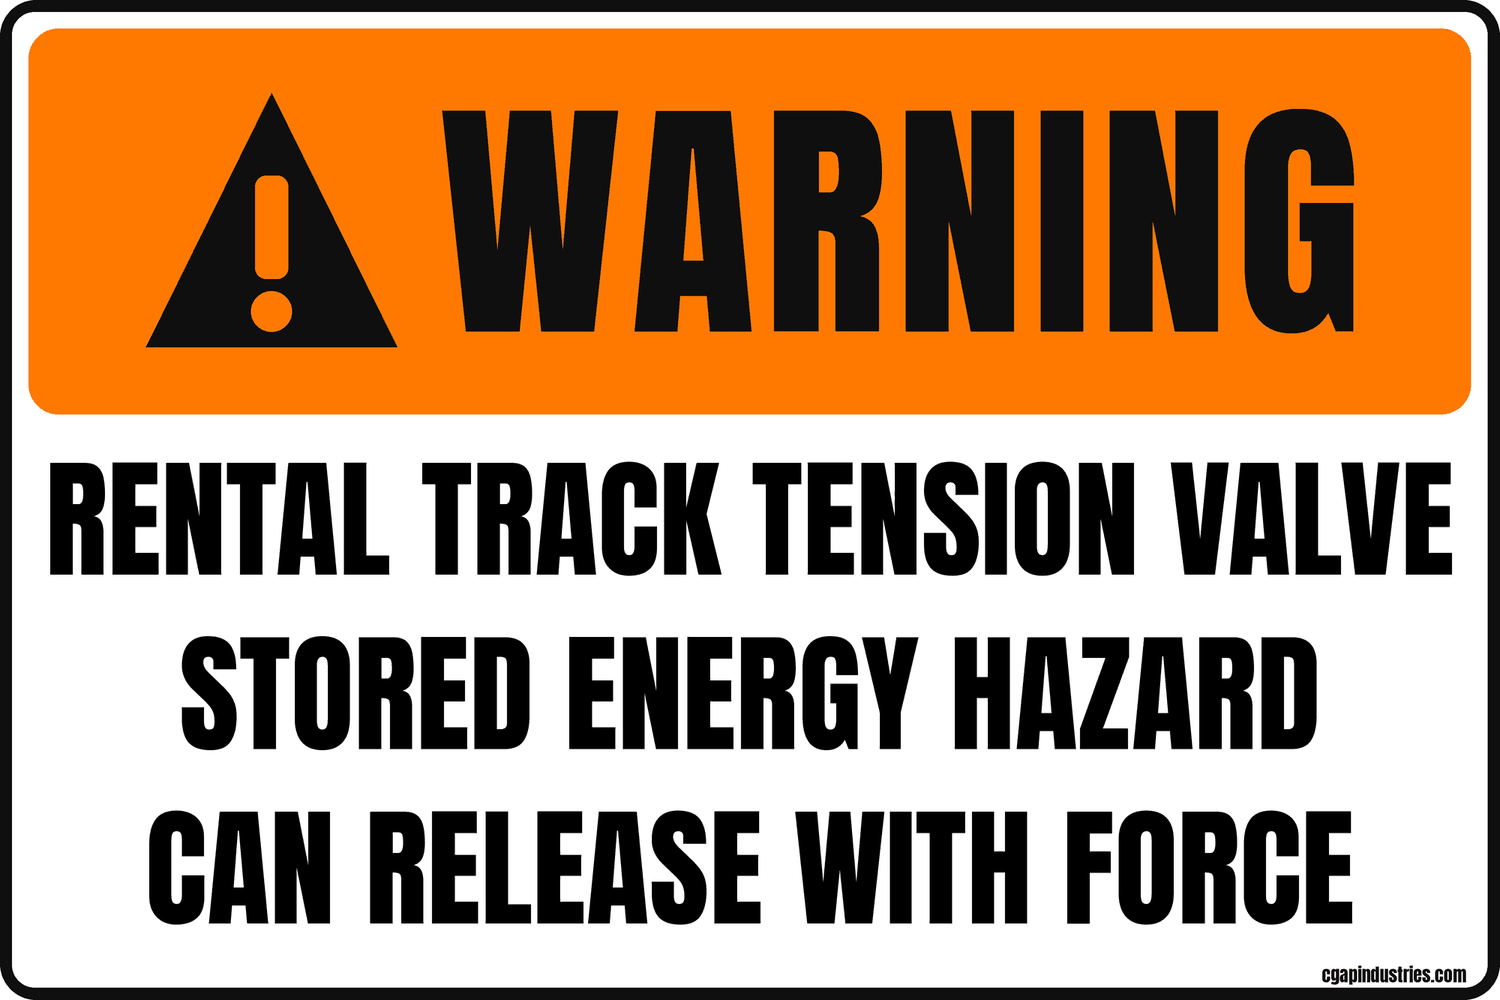 WARNING
RENTAL TRACK TENSION VALVE
STORED ENERGY HAZARD
CAN RELEASE WITH FORCE
cgapindustries.com